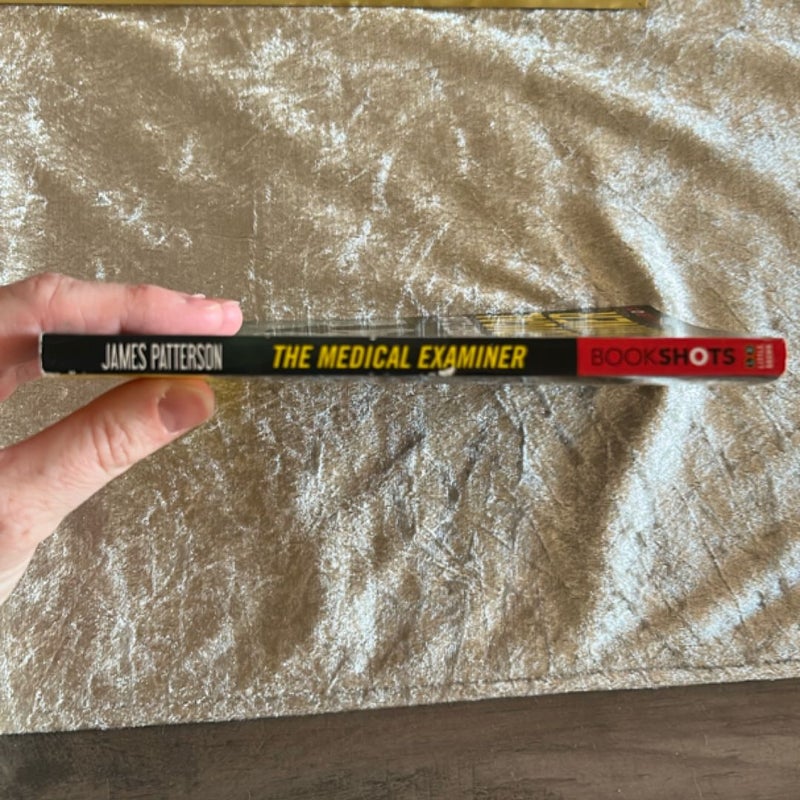 JAMES PATTERSON THE MEDICAL EXAMINER BOOKSHOTS